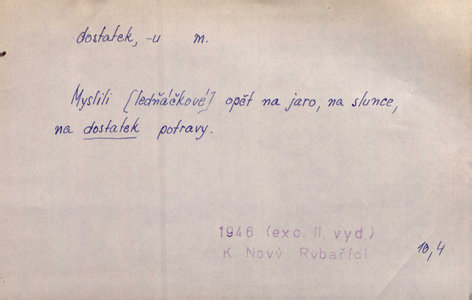 dostatek, -u m.
Myslili [ledňáčkové] opět na jaro, na slunce,
na dostatek potravy.
1946 (exc. II. vyd.)
K Nový Rybaříci
10,4